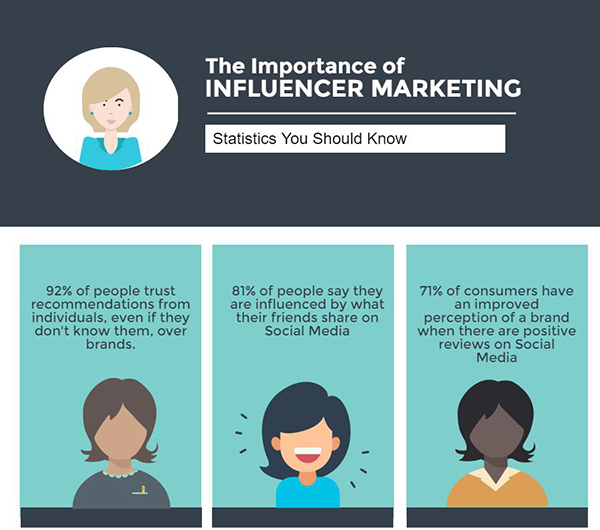 The Importance of
INFLUENCER MARKETING
Statistics You Should Know
92% of people trust
recommendations from
individuals, even if they
don't know them, over
brands.
81% of people say they
are influenced by what
their friends share on
Social Media
71% of consumers have
an improved
perception of a brand
when there are positive
reviews on Social
Media